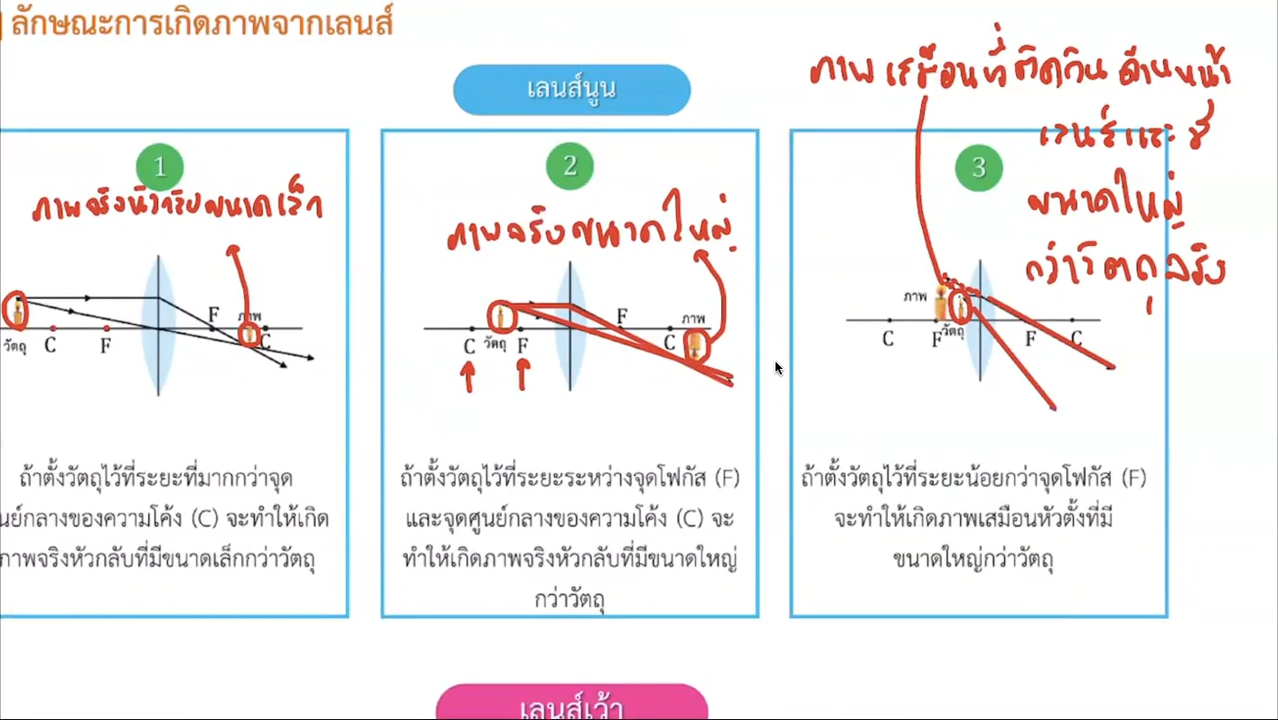 ลักษณะการเกิดภาพจากเลนส์
เลนส์นูน
ภาพเสมือนที่ติดกันด้านหน้า
เลนส์และมี
ขนาดใหญ่
กว่าวัตถุจริง
1
ภาพจริงหัวกลับขนาดเล็ก
F
ภาพ
วัตถุ
C
F
C
2
ภาพจริงขนาดใหญ่
F
ภาพ
C
วัตถุ
F
C
3
ภาพ
วัตถุ
C
F
F
C
ถ้าตั้งวัตถุไว้ที่ระยะที่มากกว่าจุด
นย์กลางของความโค้ง (C) จะทำให้เกิด
ภาพจริงหัวกลับที่มีขนาดเล็กกว่าวัตถุ
ถ้าตั้งวัตถุไว้ที่ระยะระหว่างจุดโฟกัส (F)
และจุดศูนย์กลางของความโค้ง (C) จะ
ทำให้เกิดภาพจริงหัวกลับที่มีขนาดใหญ่
กว่าวัตถุ
ถ้าตั้งวัตถุไว้ที่ระยะน้อยกว่าจุดโฟกัส (F)
จะทำให้เกิดภาพเสมือนหัวตั้งที่มี
ขนาดใหญ่กว่าวัตถุ
เลนส์เว้า